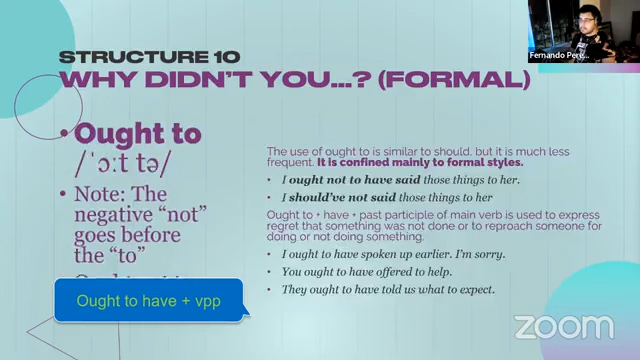 STRUCTURE 10
WHY DIDN'T YOU...? (FORMAL)
• Ought to
/ˈɔːt tə/
• Note: The
negative "not"
goes before
the "to"
Ought to have + vpp
The use of ought to is similar to should, but it is much less
frequent. It is confined mainly to formal styles.
• I ought not to have said those things to her.
• I should've not said those things to her
Ought to + have + past participle of main verb is used to express
regret that something was not done or to reproach someone for
doing or not doing something.
• I ought to have spoken up earlier. I'm sorry.
• You ought to have offered to help.
• They ought to have told us what to expect.
Fernando Pere...
zoom